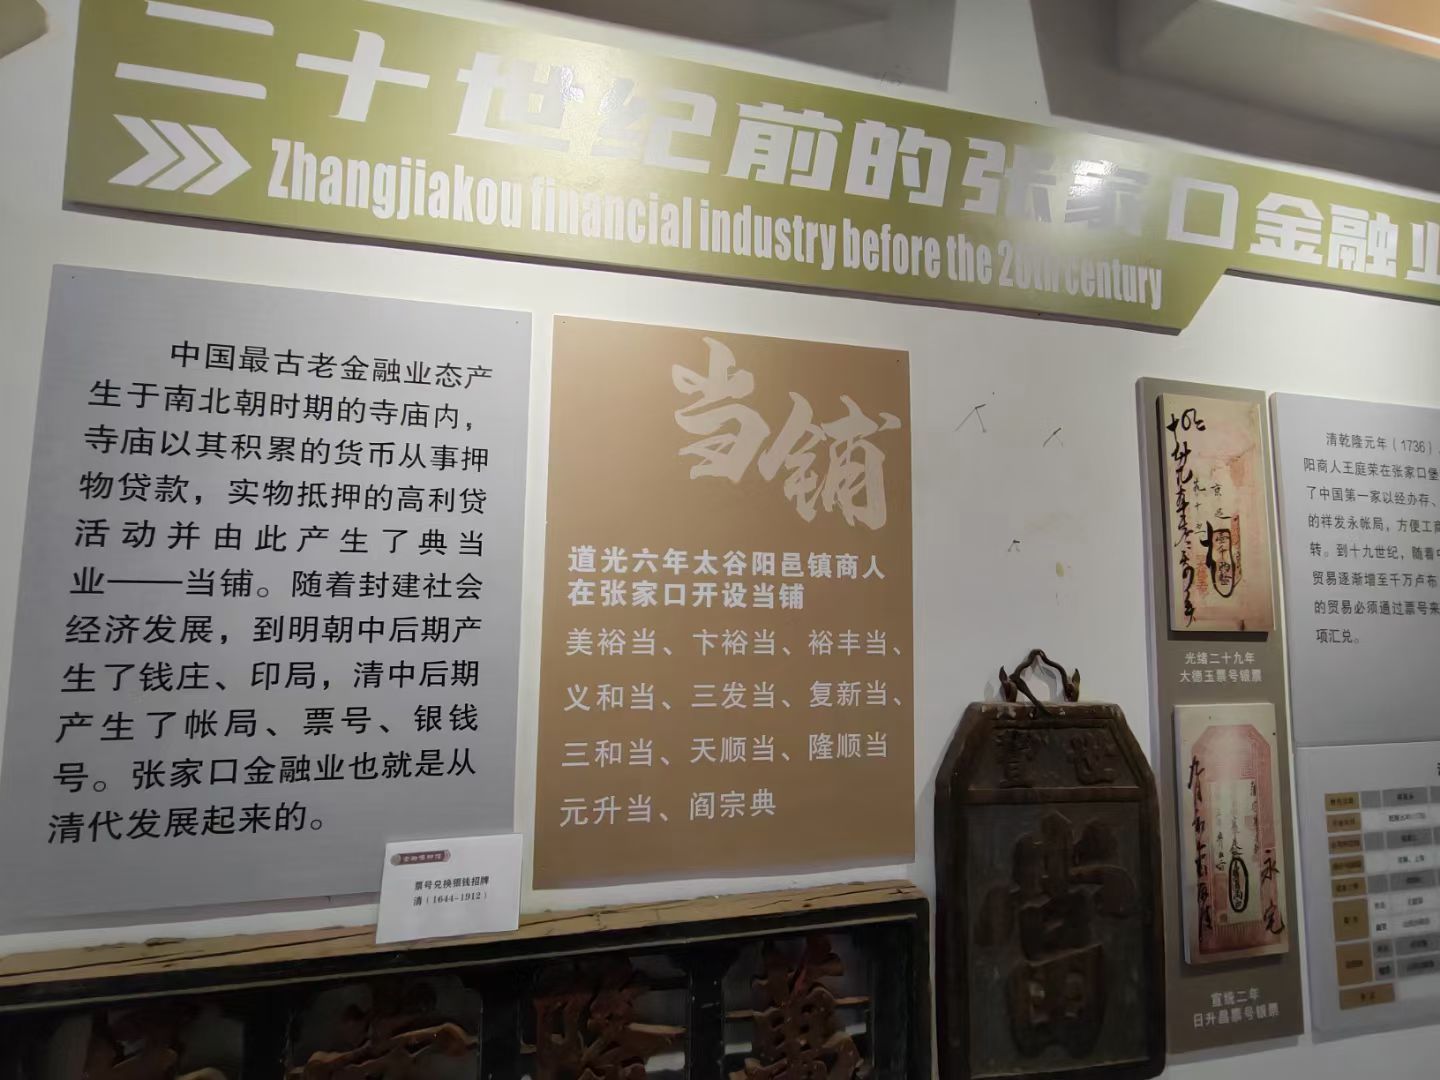 二十世纪前的张家口金融业
Zhangjiakou financial industry before the 20th century
中国最古老金融业态产
生于南北朝时期的寺庙内，
寺庙以其积累的货币从事押
物贷款，实物抵押的高利贷
活动并由此产生了典当
业——当铺。随着封建社会
经济发展，到明朝中后期产
生了钱庄、印局，清中后期
产生了帐局、票号、银钱
号。张家口金融业也就是从
清代发展起来的。
票号兑换银钱招牌
清（1644-1912）
当铺
道光六年太谷阳邑镇商人
在张家口开设当铺
美裕当、卞裕当、裕丰当、
义和当、三发当、复新当、
三和当、天顺当、隆顺当
元升当、阎宗典
當
光绪二十九年
大德玉票号银票
宣统二年
日升昌票号银票
清乾隆元年（1736）
阳商人王庭荣在张家口堡
了中国第一家以经办存、
的祥发永帐局，方便工商
转。到十九世纪，随着中
贸易逐渐增至千万卢布
的贸易必须通过票号来
项汇兑。